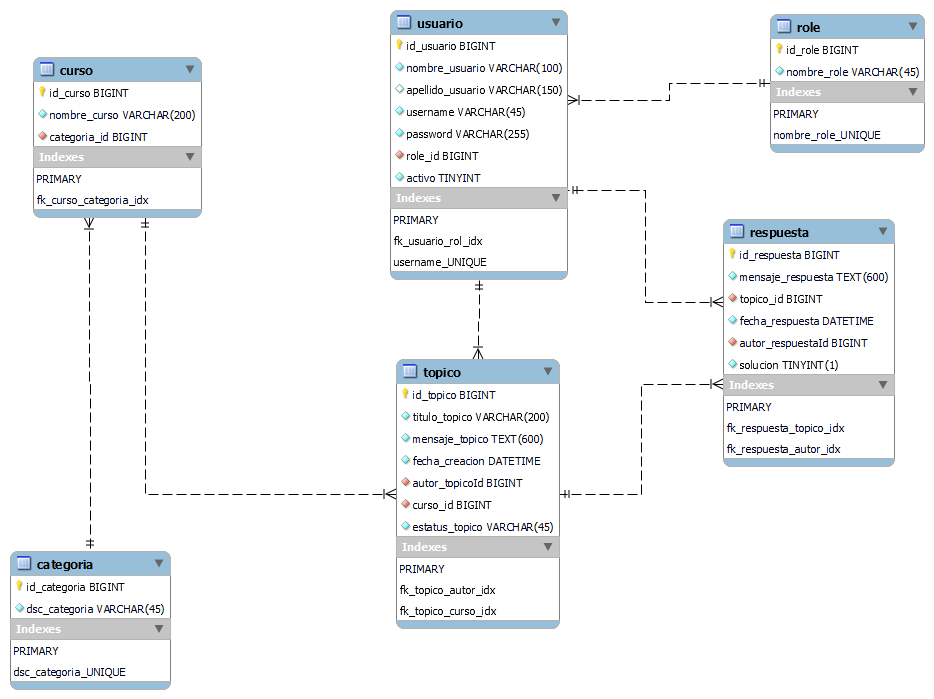 usuario
id_usuario BIGINT
nombre_usuario VARCHAR(100)
apellido_usuario VARCHAR(150)
username VARCHAR(45)
password VARCHAR(255)
role_id BIGINT
activo TINYINT
Indexes
PRIMARY
fk_usuario_rol_idx
username_UNIQUE
role
id_role BIGINT
nombre_role VARCHAR(45)
Indexes
PRIMARY
nombre_role_UNIQUE
curso
id_curso BIGINT
nombre_curso VARCHAR(200)
categoria_id BIGINT
Indexes
PRIMARY
fk_curso_categoria_idx
respuesta
id_respuesta BIGINT
mensaje_respuesta TEXT(600)
topico_id BIGINT
fecha_respuesta DATETIME
autor_respuestaId BIGINT
solucion TINYINT(1)
Indexes
PRIMARY
fk_respuesta_topico_idx
fk_respuesta_autor_idx
topico
id_topico BIGINT
titulo_topico VARCHAR(200)
mensaje_topico TEXT(600)
fecha_creacion DATETIME
autor_topicoId BIGINT
curso_id BIGINT
estatus_topico VARCHAR(45)
Indexes
PRIMARY
fk_topico_autor_idx
fk_topico_curso_idx
categoria
id_categoria BIGINT
dsc_categoria VARCHAR(45)
Indexes
PRIMARY
dsc_categoria_UNIQUE